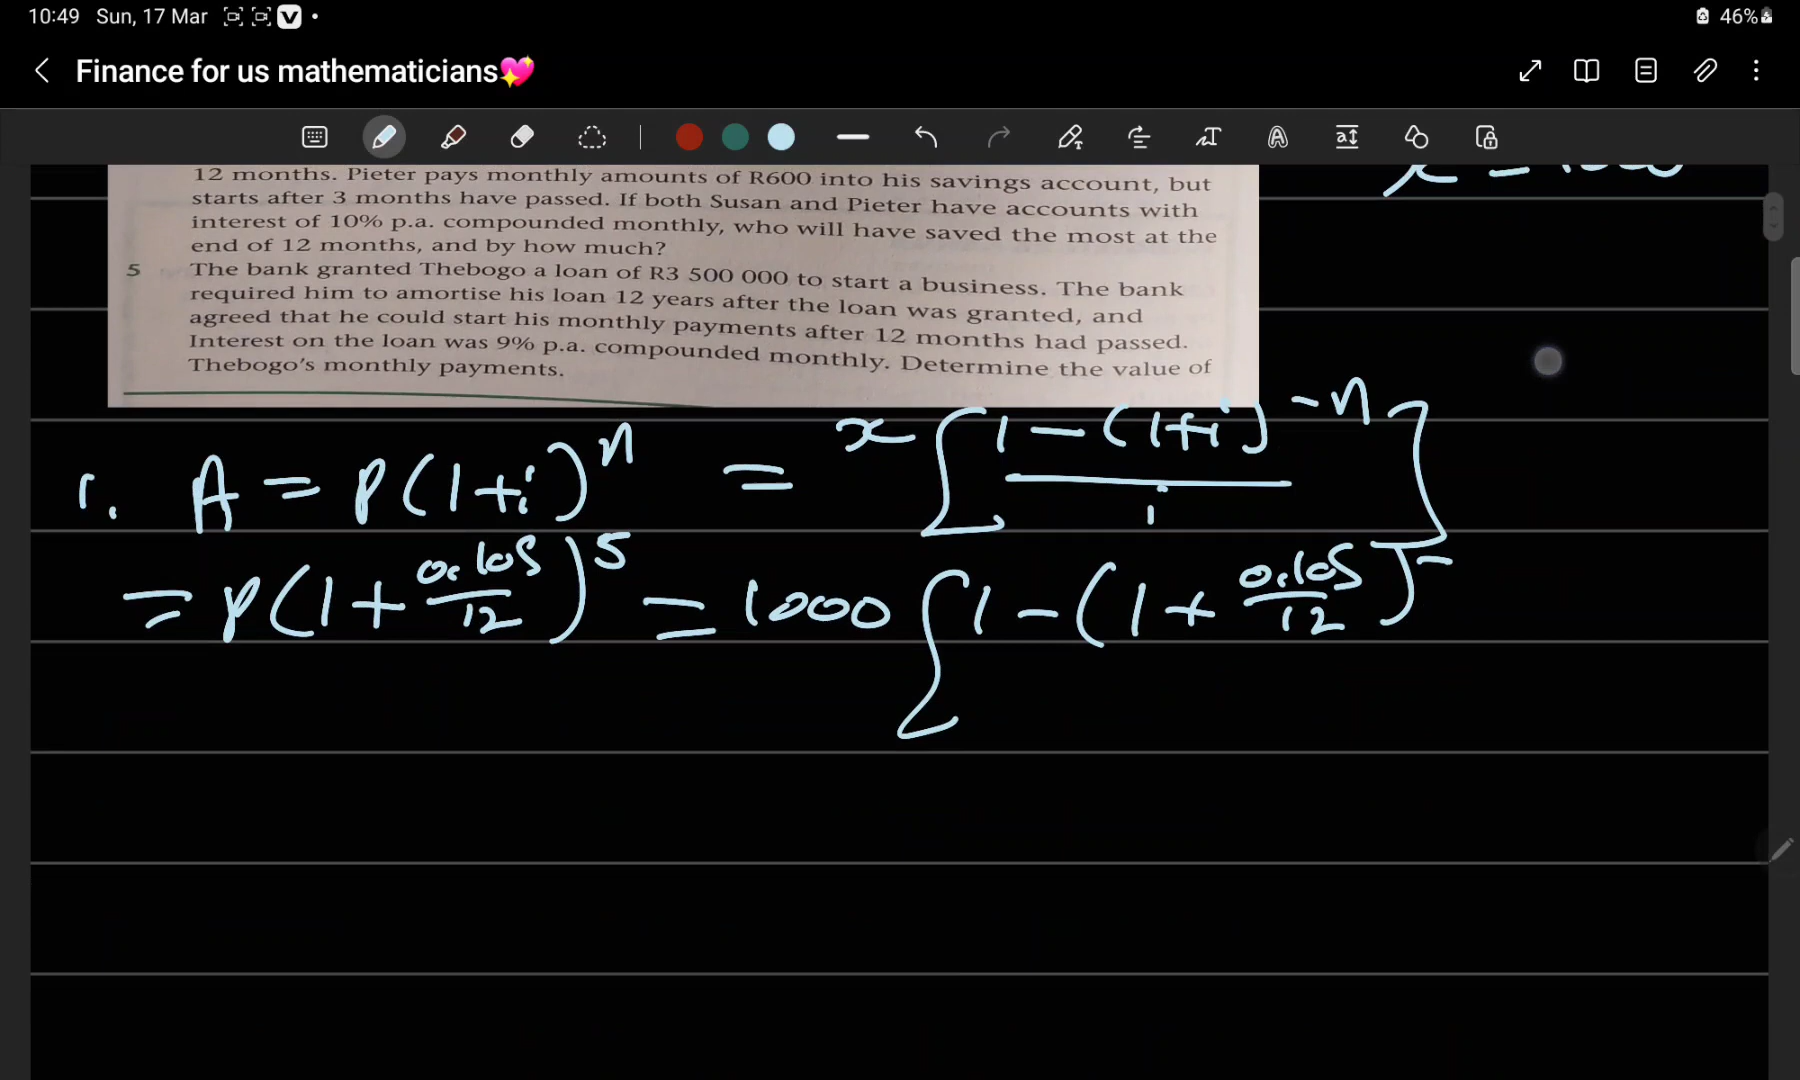 10:49 Sun, 17 Mar 46%
Finance for us mathematicians💖
12 months. Pieter pays monthly amounts of R600 into his savings account, but
starts after 3 months have passed. If both Susan and Pieter have accounts with
interest of 10% p.a. compounded monthly, who will have saved the most at the
end of 12 months, and by how much?
5 The bank granted Thebogo a loan of R3 500 000 to start a business. The bank
required him to amortise his loan 12 years after the loan was granted, and
agreed that he could start his monthly payments after 12 months had passed.
Interest on the loan was 9% p.a. compounded monthly. Determine the value of
Thebogo's monthly payments.
1. A = P(1+i)^n = x[1-(1+i)^-n / i]
= P(1 + 0.105/12)^5 = 1000[1-(1+0.105/12)^-